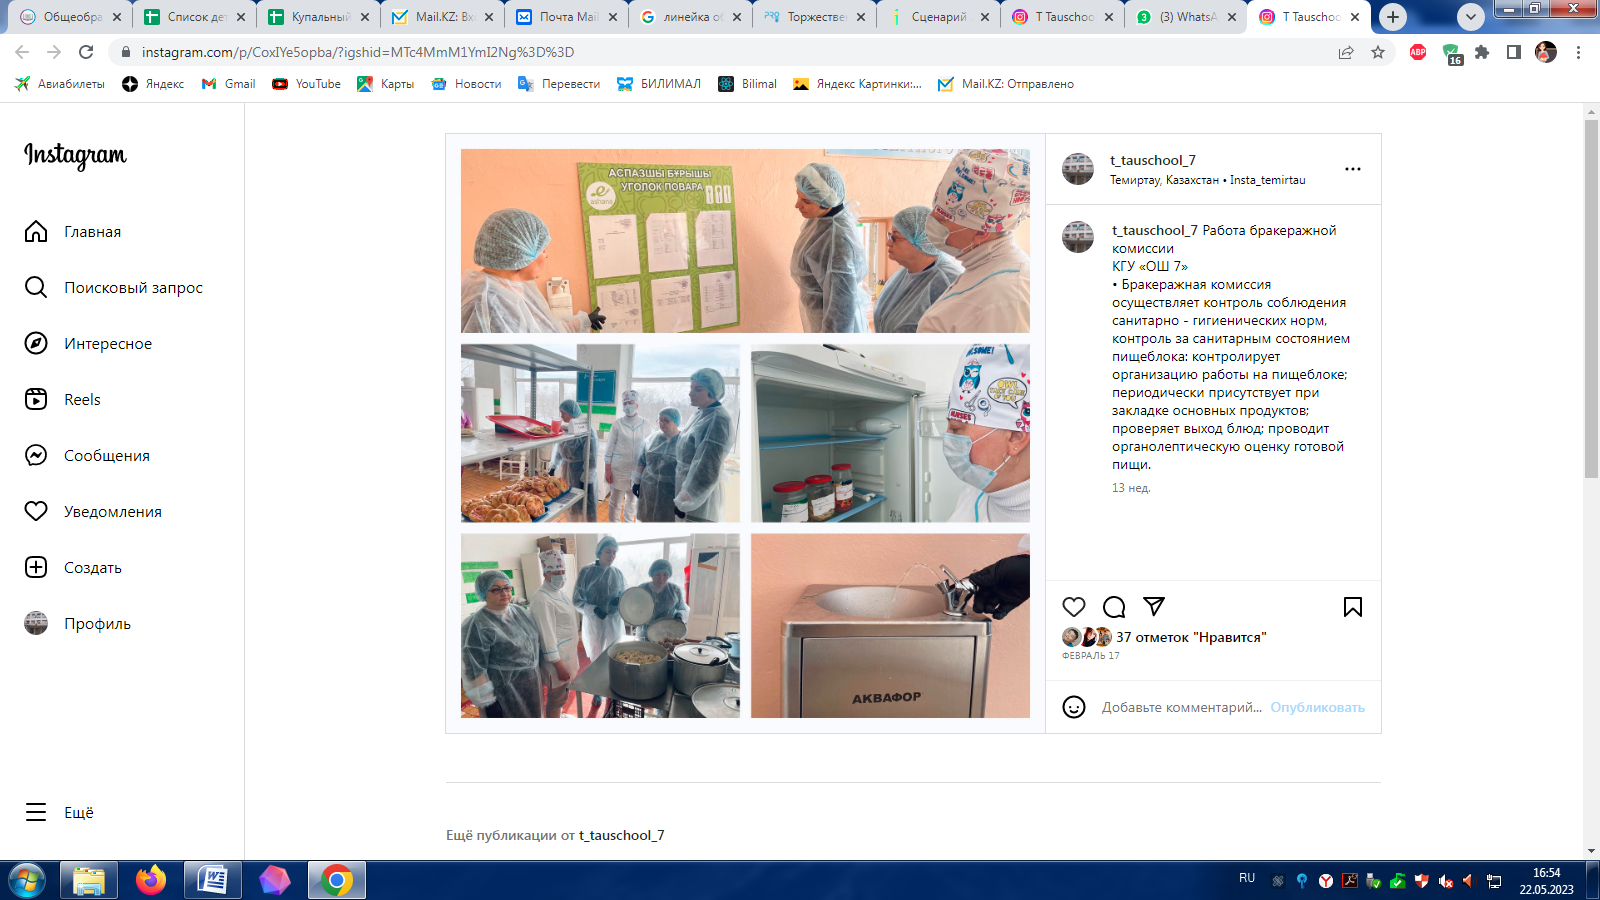 Общеобра
Список дет
Купальный
Mail.KZ: Вх
Почта Mail
линейка об
Торжестве
Сценарий
T Tauschoo
(3) WhatsA
T Tauschoo
instagram.com/p/CoxIYe5opba/?igshid=MTc4MmM1YmI2Ng%3D%3D
ABP
16
Авиабилеты
Яндекс
Gmail
YouTube
Карты
Новости
Перевести
БИЛИМАЛ
Bilimal
Яндекс Картинки:...
Mail.KZ: Отправлено
Instagram
Главная
Поисковый запрос
Интересное
Reels
Сообщения
Уведомления
Создать
Профиль
Ещё
АСПАЗШЫ БҰРЫШЫ
УГОЛОК ПОВАРА
АКВАФОР
t_tauschool_7
Темиртау, Казахстан • Insta_temirtau
t_tauschool_7 Работа бракеражной
комиссии
КГУ «ОШ 7»
• Бракеражная комиссия
осуществляет контроль соблюдения
санитарно - гигиенических норм,
контроль за санитарным состоянием
пищеблока: контролирует
организацию работы на пищеблоке;
периодически присутствует при
закладке основных продуктов;
проверяет выход блюд; проводит
органолептическую оценку готовой
пищи.
13 нед.
37 отметок "Нравится"
ФЕВРАЛЬ 17
Добавьте комментарий...
Опубликовать
Ещё публикации от t_tauschool_7
RU
16:54
22.05.2023